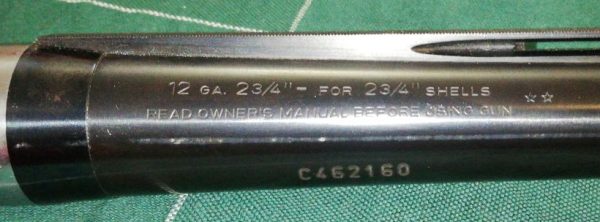 12 GA. 2 3/4" - FOR 2 3/4" SHELLS ☆☆
READ OWNER'S MANUAL BEFORE USING GUN
C462160